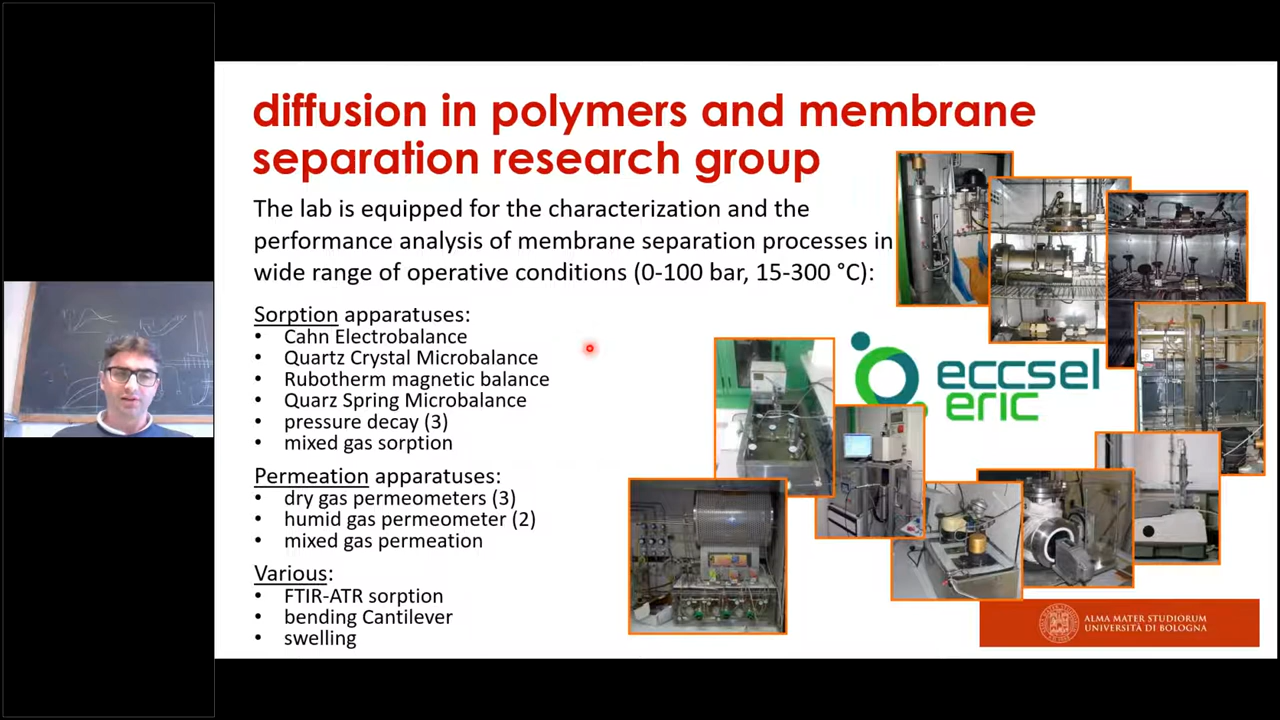 diffusion in polymers and membrane
separation research group
The lab is equipped for the characterization and the
performance analysis of membrane separation processes in
wide range of operative conditions (0-100 bar, 15-300 °C):
Sorption apparatuses:
• Cahn Electrobalance
• Quartz Crystal Microbalance
• Rubotherm magnetic balance
• Quarz Spring Microbalance
• pressure decay (3)
• mixed gas sorption
Permeation apparatuses:
• dry gas permeometers (3)
• humid gas permeometer (2)
• mixed gas permeation
Various:
• FTIR-ATR sorption
• bending Cantilever
• swelling
eccsel
eric
ALMA MATER STUDIORUM
UNIVERSITÀ DI BOLOGNA